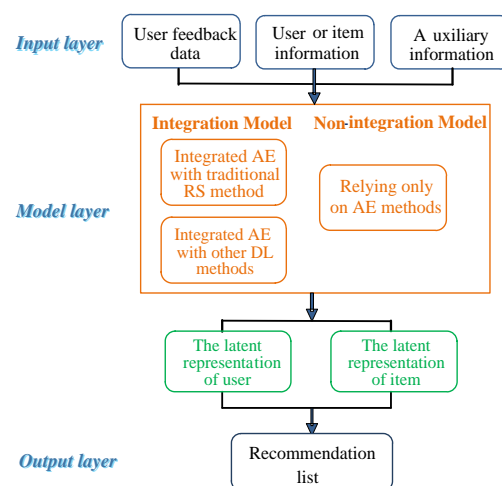 Input layer
User feedback
data
User or item
information
A uxiliary
information
Integration Model
Non-integration Model
Integrated AE
with traditional
RS method
Relying only
on AE methods
Model layer
Integrated AE
with other DL
methods
The latent
representation
of user
The latent
representation
of item
Output layer
Recommendation
list